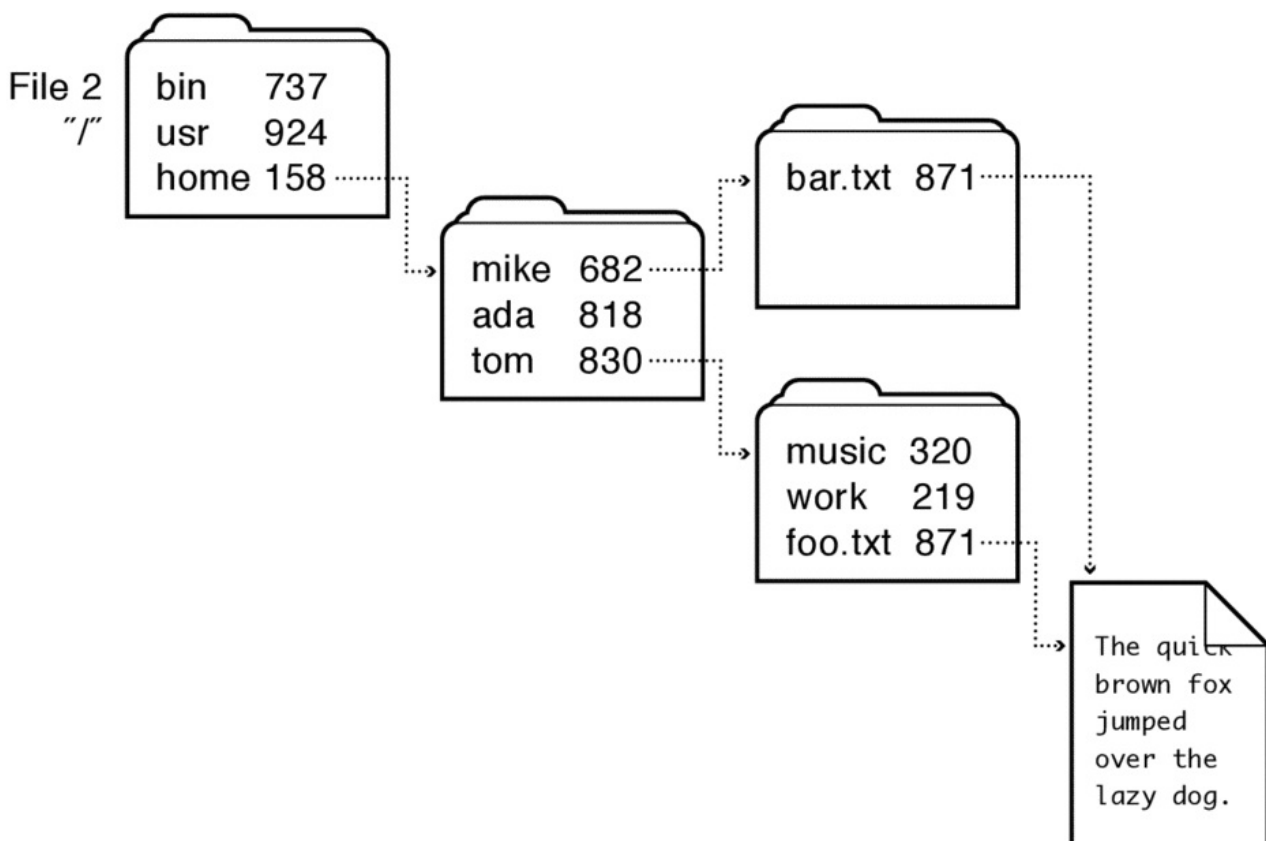 File 2
"/"
bin 737
usr 924
home 158
mike 682
ada 818
tom 830
bar.txt 871
music 320
work 219
foo.txt 871
The quick
brown fox
jumped
over the
lazy dog.